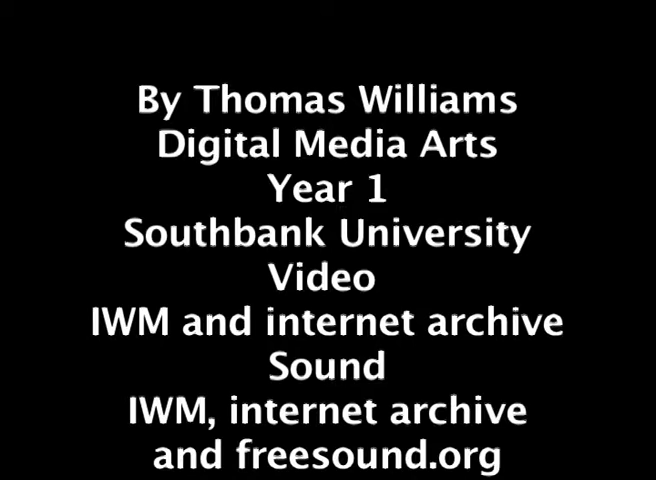 By Thomas Williams
Digital Media Arts
Year 1
Southbank University
Video
IWM and internet archive
Sound
IWM, internet archive
and freesound.org